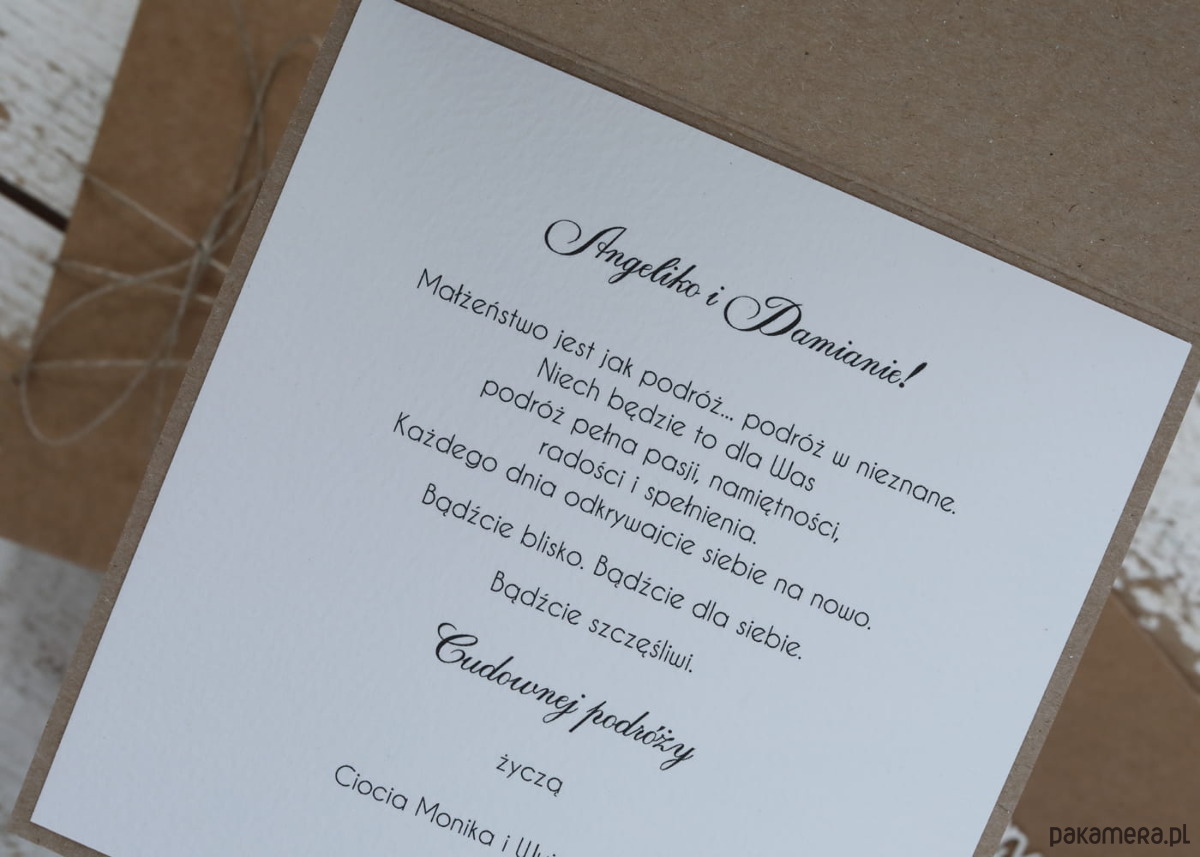 Angeliko i Damianie!
Małżeństwo jest jak podróż... podróż w nieznane.
Niech będzie to dla Was
podróż pełna pasji, namiętności,
radości i spełnienia.
Każdego dnia odkrywajcie siebie na nowo.
Bądźcie blisko. Bądźcie dla siebie.
Bądźcie szczęśliwi.
Cudownej podróży
życzą
Ciocia Monika i
pakamera.pl